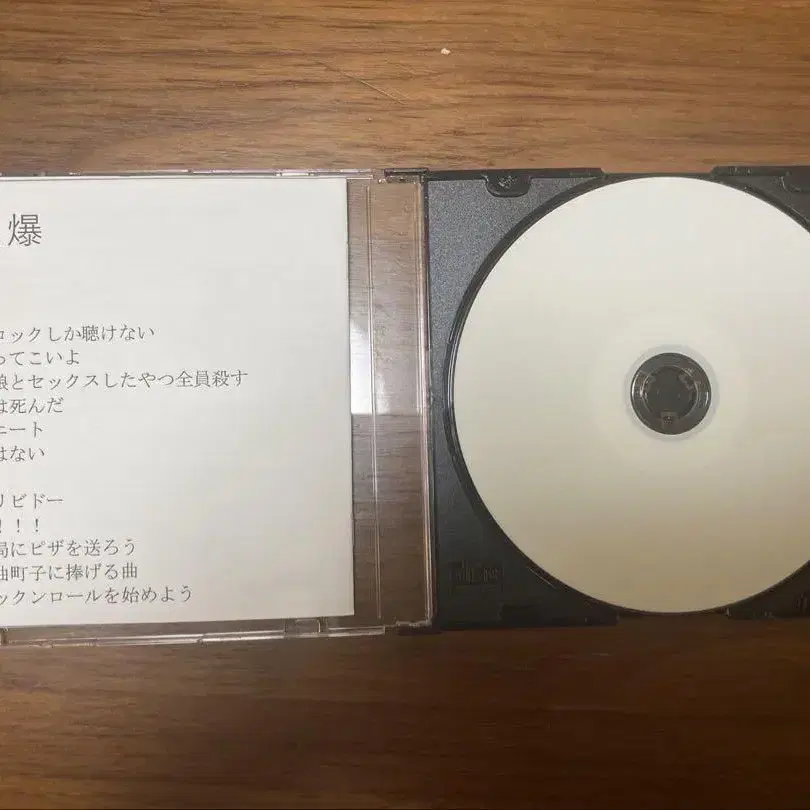 爆
ロックしか聴けない
ってこいよ
娘とセックスしたやつ全員殺す
は死んだ
ニート
はない
リビドー
！！！
局にピザを送ろう
由町子に捧げる曲
ックンロールを始めよう